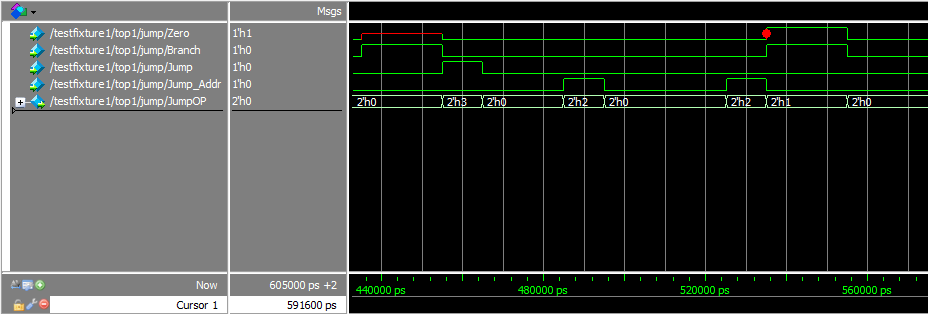 Msgs
/testfixture1/top1/jump/Zero 1'h1
/testfixture1/top1/jump/Branch 1'h0
/testfixture1/top1/jump/Jump 1'h0
/testfixture1/top1/jump/Jump_Addr 1'h0
/testfixture1/top1/jump/JumpOP 2'h0 2'h0 2'h3 2'h0 2'h2 2'h0 2'h2 2'h1 2'h0
Now 605000 ps +2 440000 ps 480000 ps 520000 ps 560000 ps
Cursor 1 591600 ps